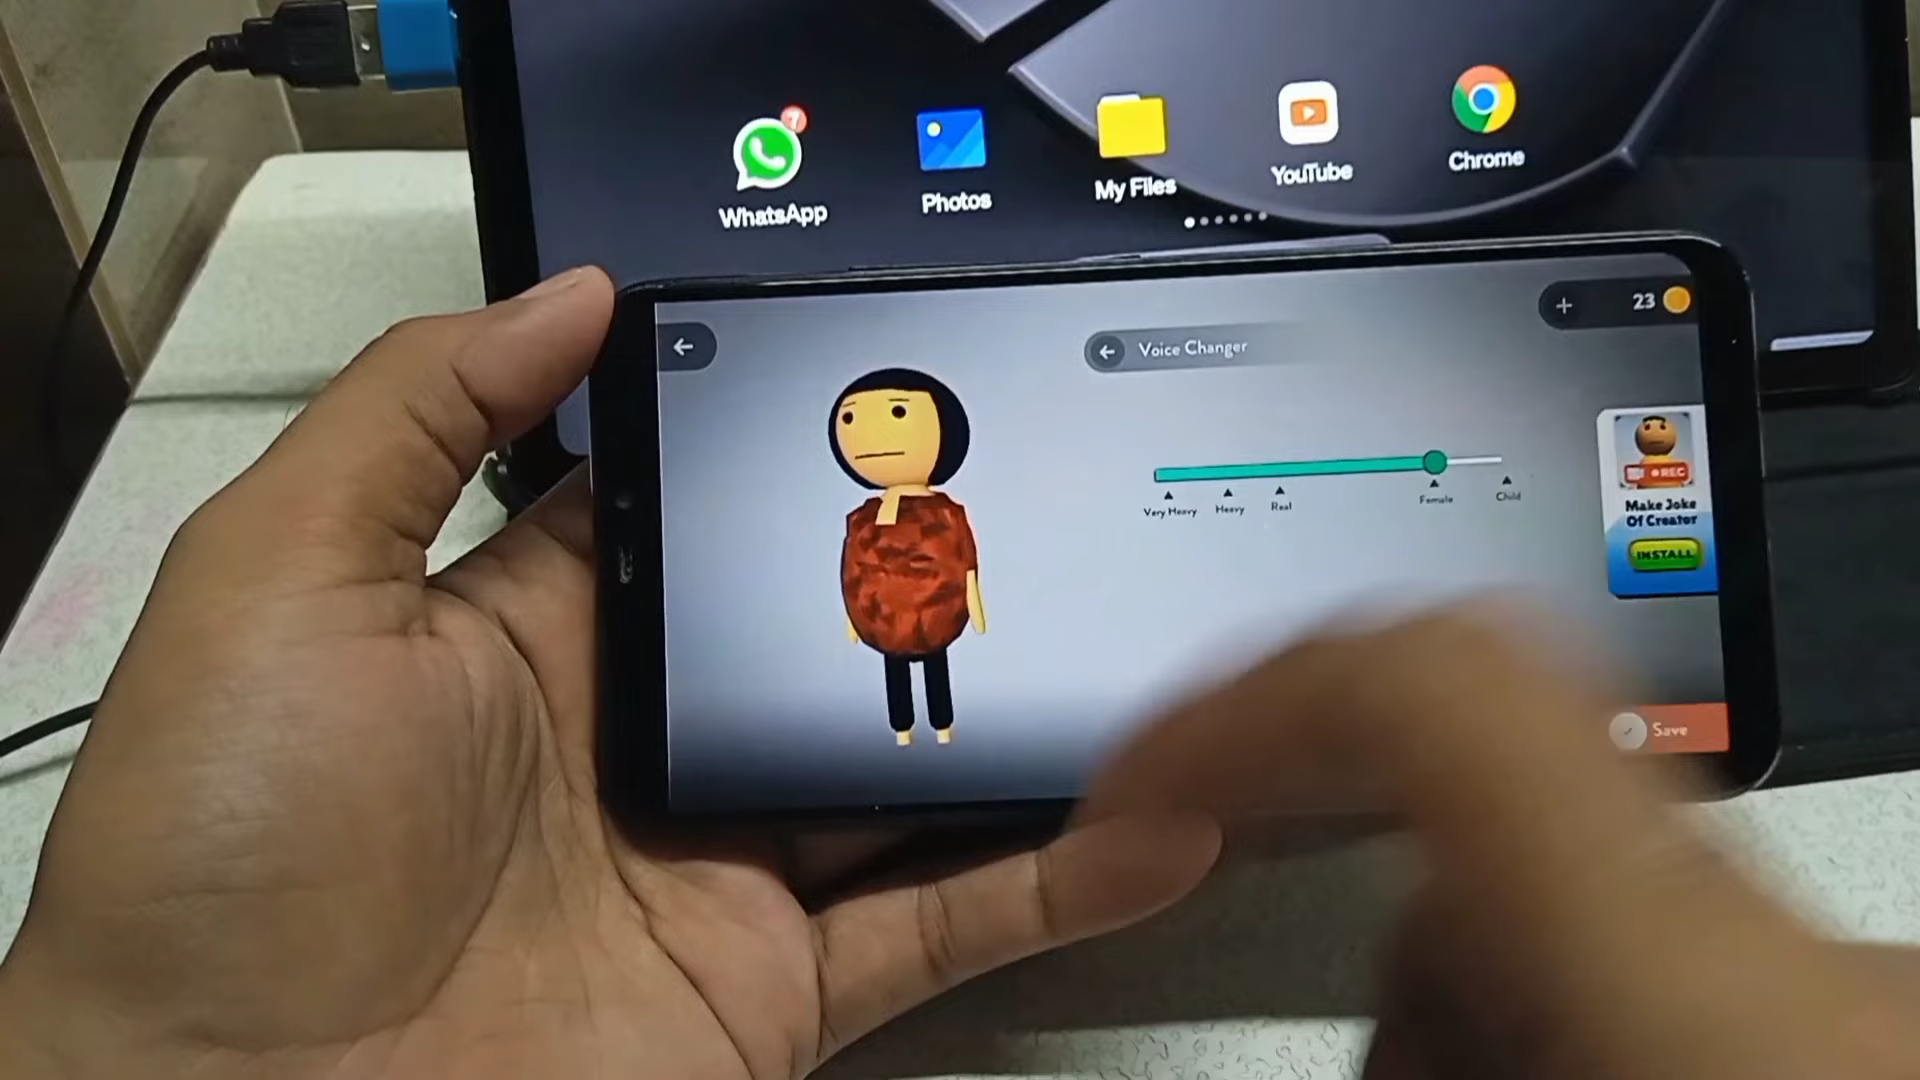 7
WhatsApp
Photos
My Files
YouTube
Chrome
23
Voice Changer
Very Heavy
Heavy
Real
Female
Child
REC
Make Joke
Of Creator
INSTALL
Save